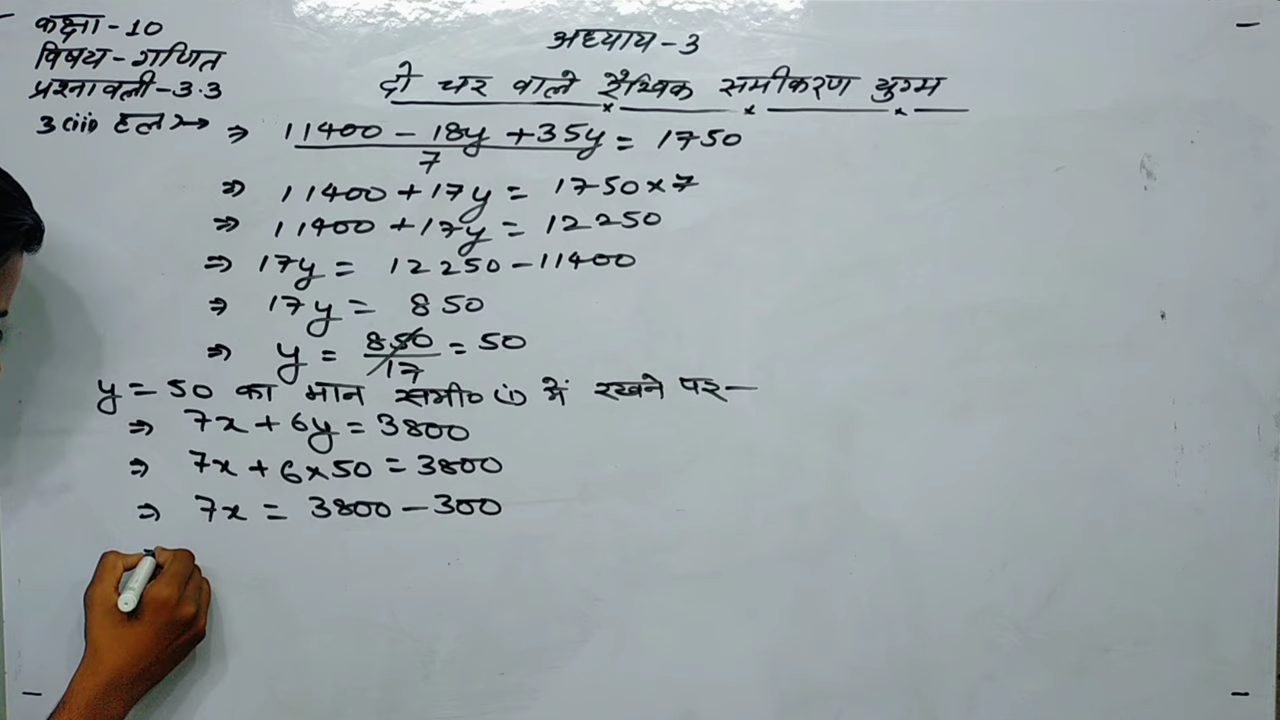 कक्षा-10
विषय-गणित
प्रश्नावली-3.3
अध्याय-3
दो चर वाले रैखिक समीकरण युग्म
3(iii) हल → ⇒ (11400 - 18y + 35y)/7 = 1750
⇒ 11400 + 17y = 1750×7
⇒ 11400 + 17y = 12250
⇒ 17y = 12250 - 11400
⇒ 17y = 850
⇒ y = 850/17 = 50
y = 50 का मान समी० (i) में रखने पर -
⇒ 7x + 6y = 3800
⇒ 7x + 6×50 = 3800
⇒ 7x = 3800 - 300